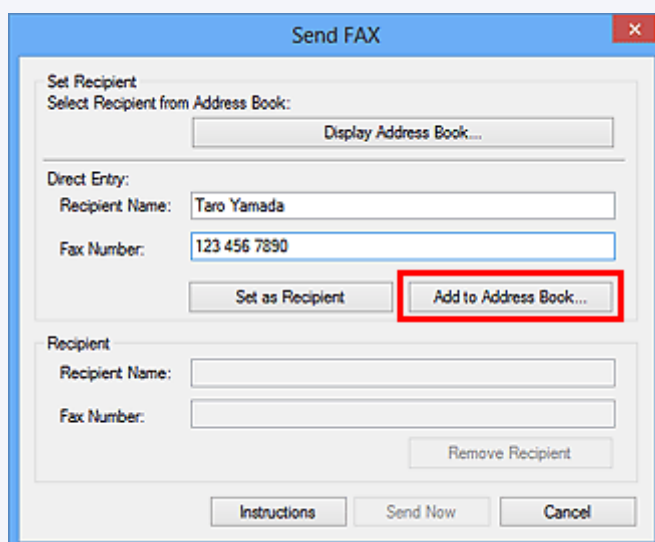 Send FAX
Set Recipient
Select Recipient from Address Book:
Display Address Book...
Direct Entry:
Recipient Name: Taro Yamada
Fax Number: 123 456 7890
Set as Recipient Add to Address Book...
Recipient
Recipient Name:
Fax Number:
Remove Recipient
Instructions Send Now Cancel